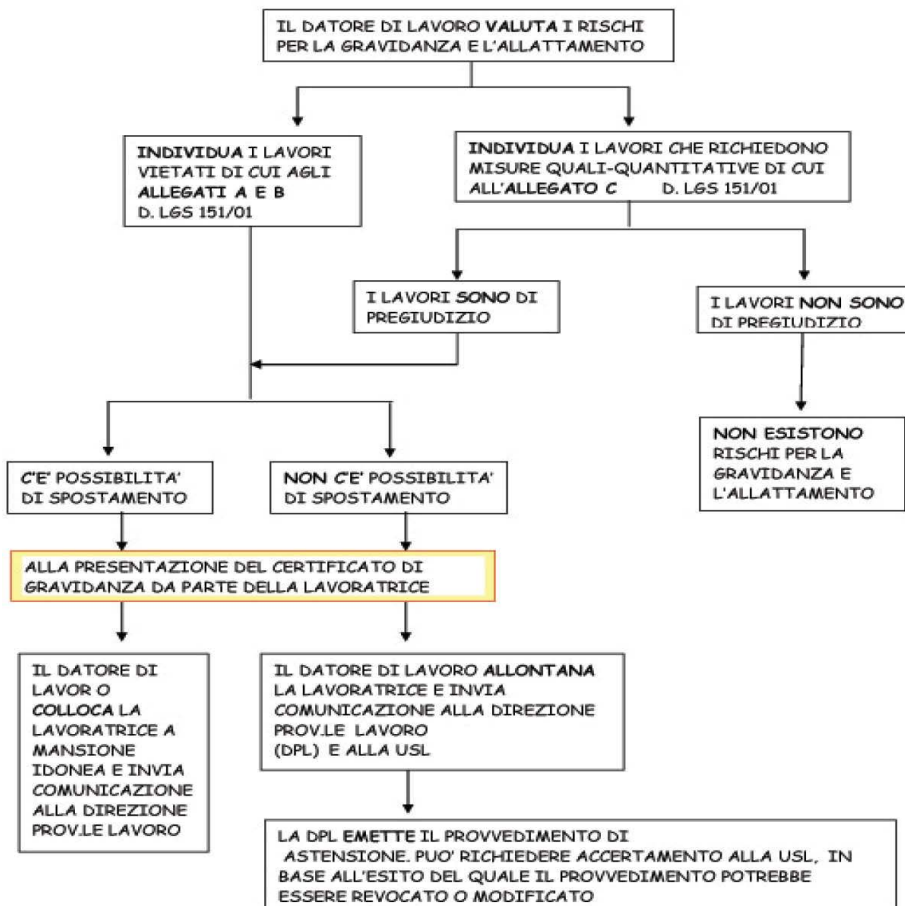 IL DATORE DI LAVORO VALUTA I RISCHI
PER LA GRAVIDANZA E L'ALLATTAMENTO
INDIVIDUA I LAVORI
VIETATI DI CUI AGLI
ALLEGATI A E B
D. LGS 151/01
INDIVIDUA I LAVORI CHE RICHIEDONO
MISURE QUALI-QUANTITATIVE DI CUI
ALL'ALLEGATO C D. LGS 151/01
I LAVORI SONO DI
PREGIUDIZIO
I LAVORI NON SONO
DI PREGIUDIZIO
NON ESISTONO
RISCHI PER LA
GRAVIDANZA E
L'ALLATTAMENTO
C'E' POSSIBILITA'
DI SPOSTAMENTO
NON C'E' POSSIBILITA'
DI SPOSTAMENTO
ALLA PRESENTAZIONE DEL CERTIFICATO DI
GRAVIDANZA DA PARTE DELLA LAVORATRICE
IL DATORE DI
LAVOR O
COLLOCA LA
LAVORATRICE A
MANSIONE
IDONEA E INVIA
COMUNICAZIONE
ALLA DIREZIONE
PROV.LE LAVORO
IL DATORE DI LAVORO ALLONTANA
LA LAVORATRICE E INVIA
COMUNICAZIONE ALLA DIREZIONE
PROV.LE LAVORO
(DPL) E ALLA USL
LA DPL EMETTE IL PROVVEDIMENTO DI
ASTENSIONE. PUO' RICHIEDERE ACCERTAMENTO ALLA USL, IN
BASE ALL'ESITO DEL QUALE IL PROVVEDIMENTO POTREBBE
ESSERE REVOCATO O MODIFICATO